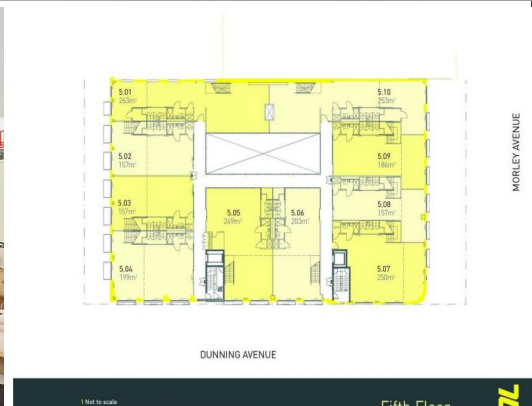 5.01
263m²
5.10
253m²
5.02
157m²
5.09
186m²
5.03
157m²
5.08
157m²
5.05
249m²
5.06
203m²
5.04
199m²
5.07
250m²
MORLEY AVENUE
DUNNING AVENUE
1 Not to scale
Fifth Floor